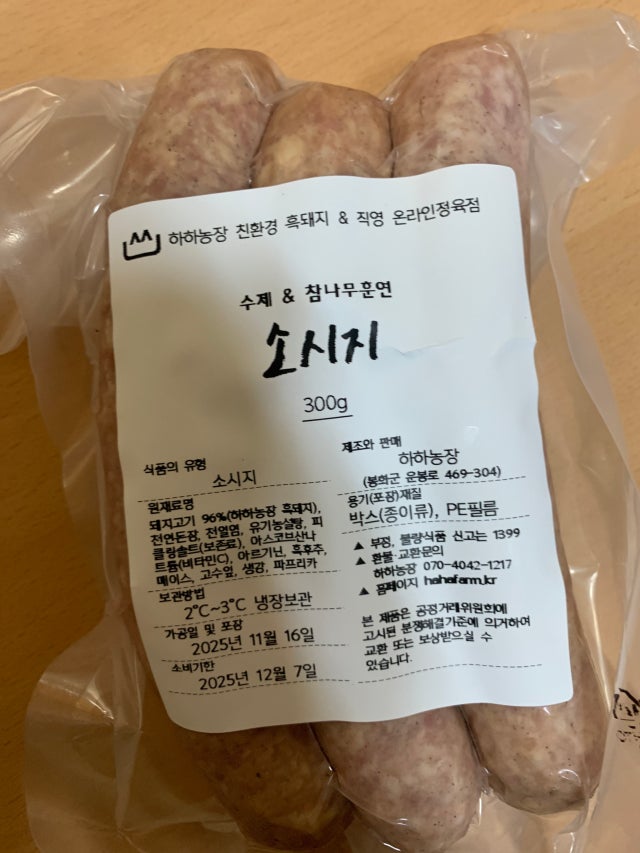 하하농장 친환경 흑돼지 & 직영 온라인정육점
수제 & 참나무훈연
소시지
300g
식품의 유형
소시지
원재료명
돼지고기 96%(하하농장 흑돼지),
천연돈장, 천일염, 유기농설탕, 피
클링솔트(보존료), 아스코브산나
트륨(비타민C), 아르기닌, 흑후추,
메이스, 고수잎, 생강, 파프리카
보관방법
2°C~3°C 냉장보관
가공일 및 포장
2025년 11월 16일
소비기한
2025년 12월 7일
제조와 판매
하하농장
(봉화군 운봉로 469-304)
용기(포장)재질
박스(종이류), PE필름
▲ 부정, 불량식품 신고는 1399
▲ 환불·교환문의
하하농장 070-4042-1217
▲ 홈페이지 hahafarm.kr
본 제품은 공정거래위원회에
고시된 분쟁해결기준에 의거하여
교환 또는 보상받으실 수
있습니다.